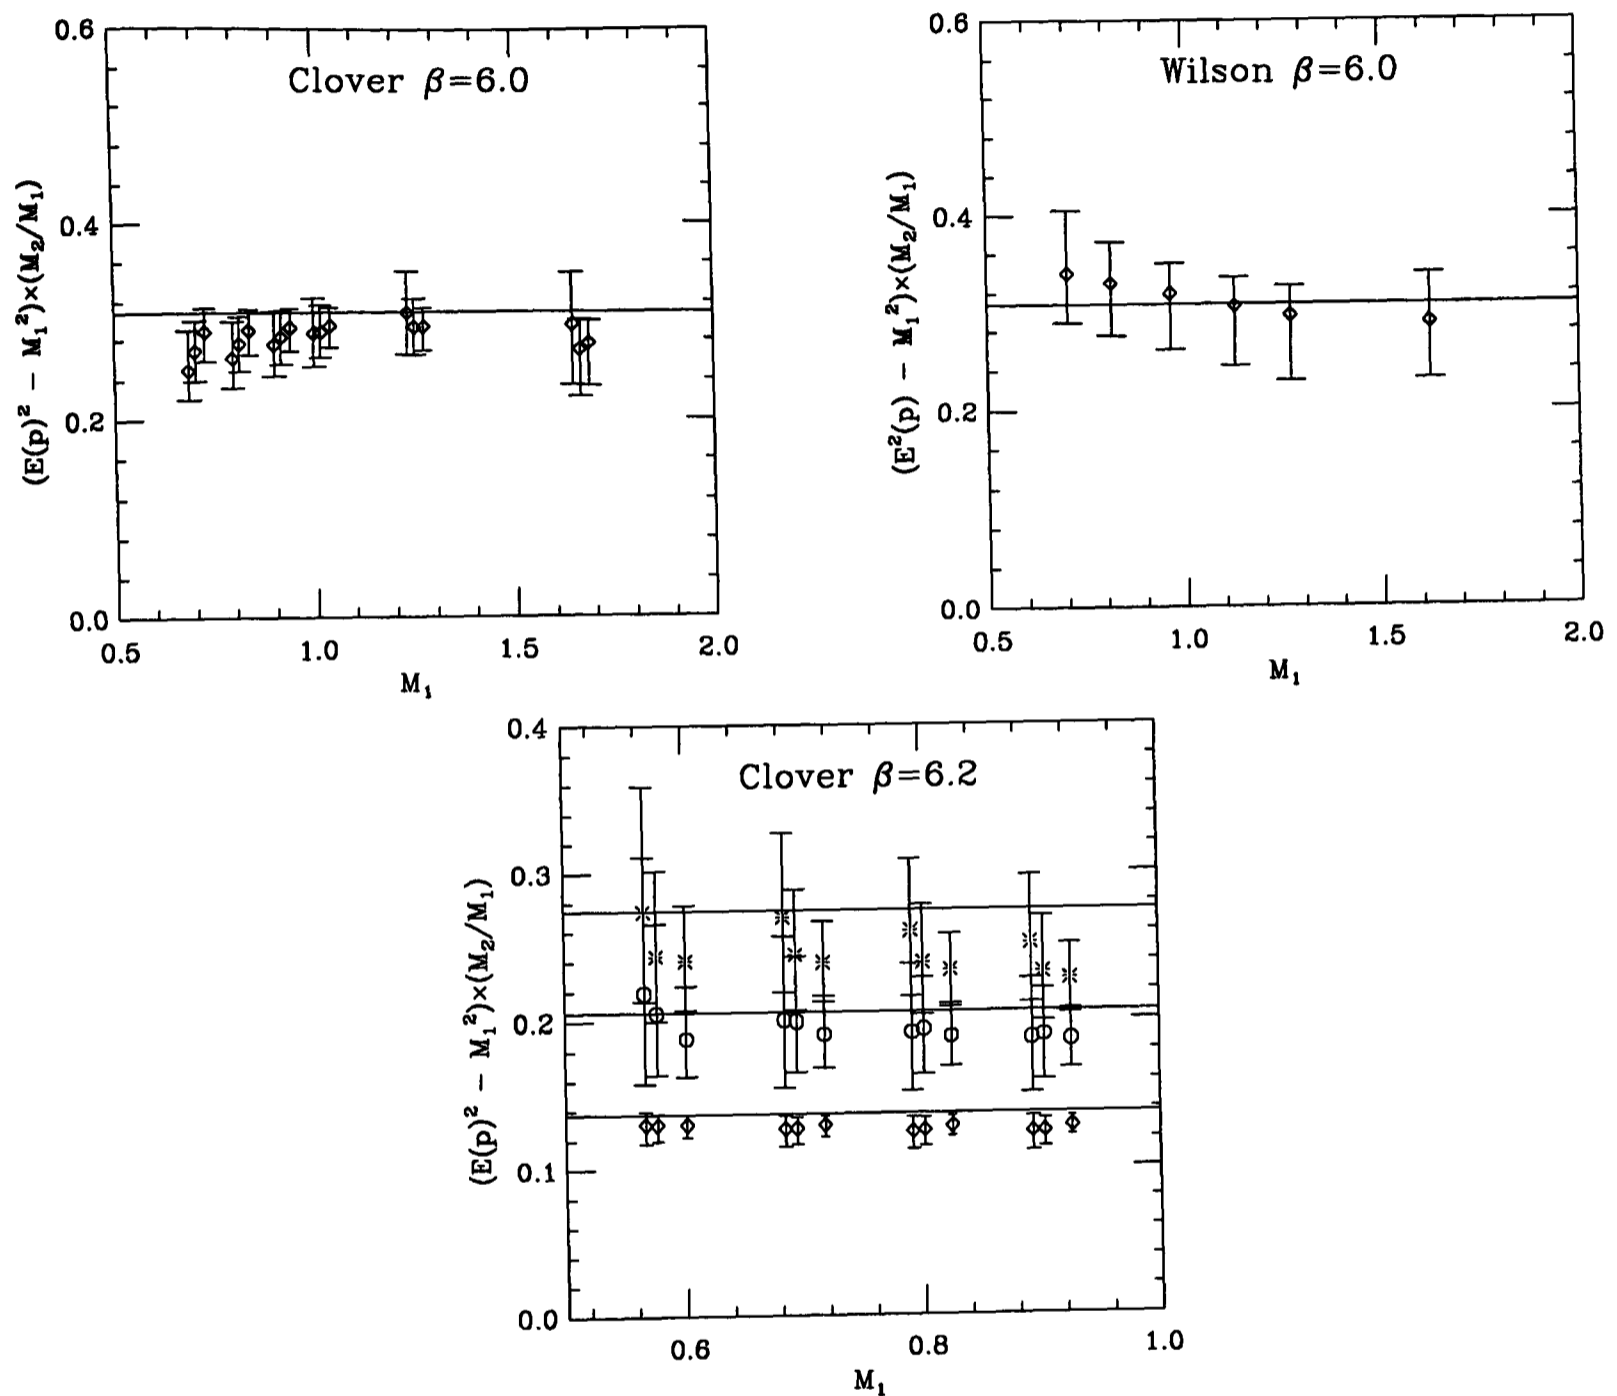 Clover β=6.0
(E(p)² − M₁²)×(M₂/M₁)
0.6
0.4
0.2
0.0
0.5
1.0
1.5
2.0
M₁
Wilson β=6.0
(E²(p) − M₁²)×(M₂/M₁)
0.6
0.4
0.2
0.0
0.5
1.0
1.5
2.0
M₁
Clover β=6.2
(E(p)² − M₁²)×(M₂/M₁)
0.4
0.3
0.2
0.1
0.0
0.6
0.8
1.0
M₁